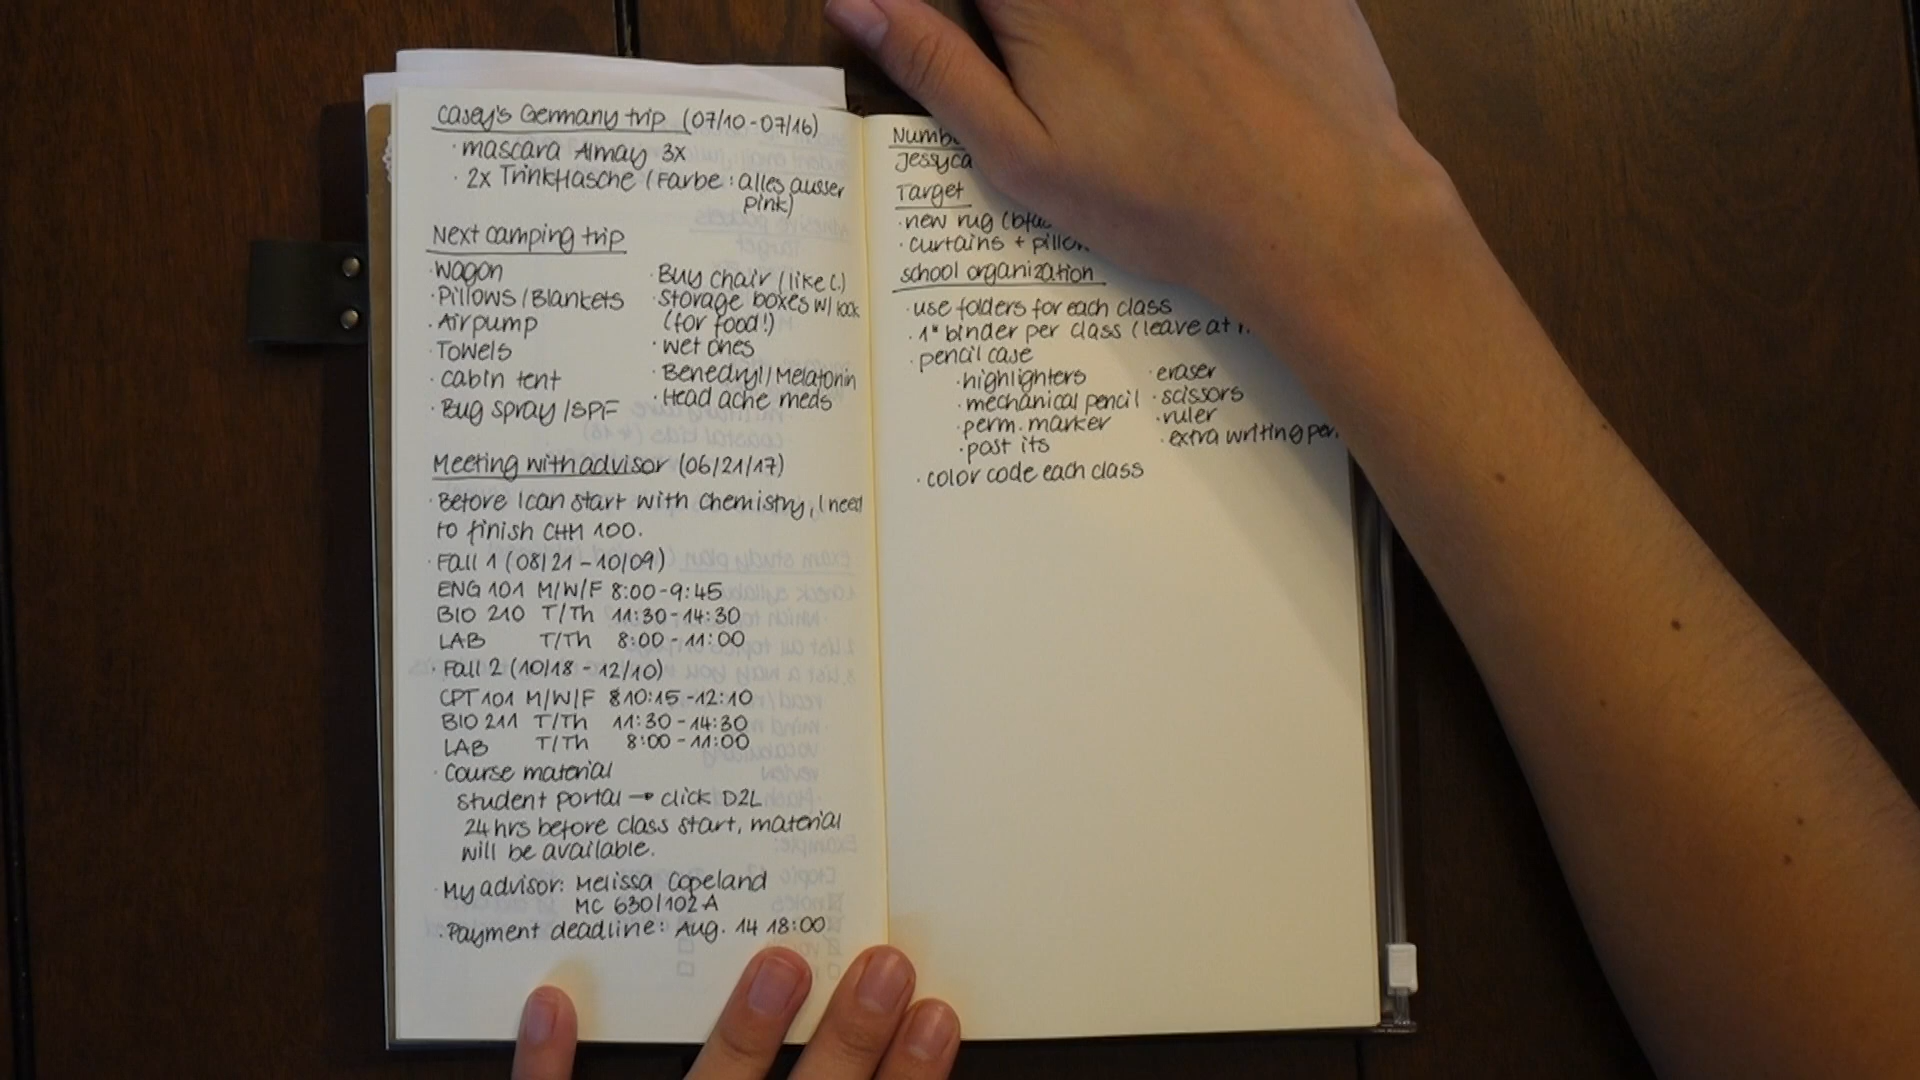 Casey's Germany trip (07/10-07/16)
· mascara Almay 3x
· 2x Trinkflasche (Farbe: alles ausser
pink)
Next camping trip
· Wagon
· Pillows/Blankets
· Airpump
· Towels
· cabin tent
· Bug spray/SPF
· Buy chair (like C.)
· Storage boxes w/ lock
(for food!)
· wet ones
· Benedryl/Melatonin
· Head ache meds
Meeting with advisor (06/21/17)
· Before I can start with chemistry, I need
to finish CHM 100.
· Fall 1 (08/21-10/09)
ENG 101 M/W/F 8:00-9:45
BIO 210 T/Th 11:30-14:30
LAB T/Th 8:00-11:00
· Fall 2 (10/18-12/10)
CPT 101 M/W/F 10:15-12:10
BIO 211 T/Th 11:30-14:30
LAB T/Th 8:00-11:00
· Course material
student portal → click D2L
24 hrs before class start, material
will be available.
· My advisor: Melissa Copeland
MC 630/102A
· Payment deadline: Aug. 14 18:00
Jessyca
Target
· new rug
· curtains +
school organization
· use folders for each class
· 1" binder per class (leave at
· pencil case
· highlighters
· mechanical pencil
· perm. marker
· post its
· eraser
· scissors
· ruler
· extra writing
· color code each class